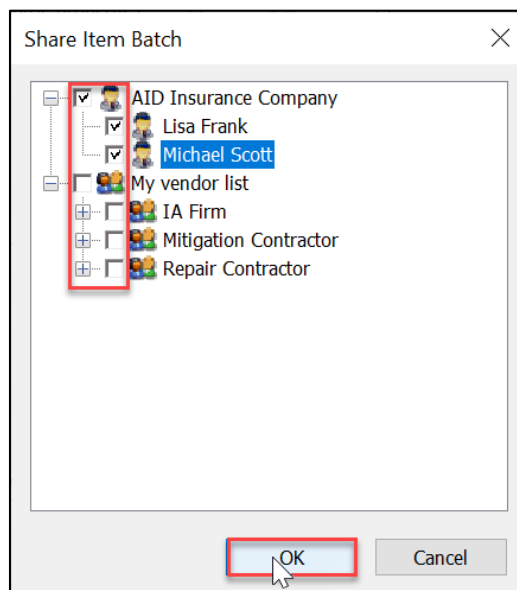 Share Item Batch
AID Insurance Company
Lisa Frank
Michael Scott
My vendor list
IA Firm
Mitigation Contractor
Repair Contractor
OK Cancel